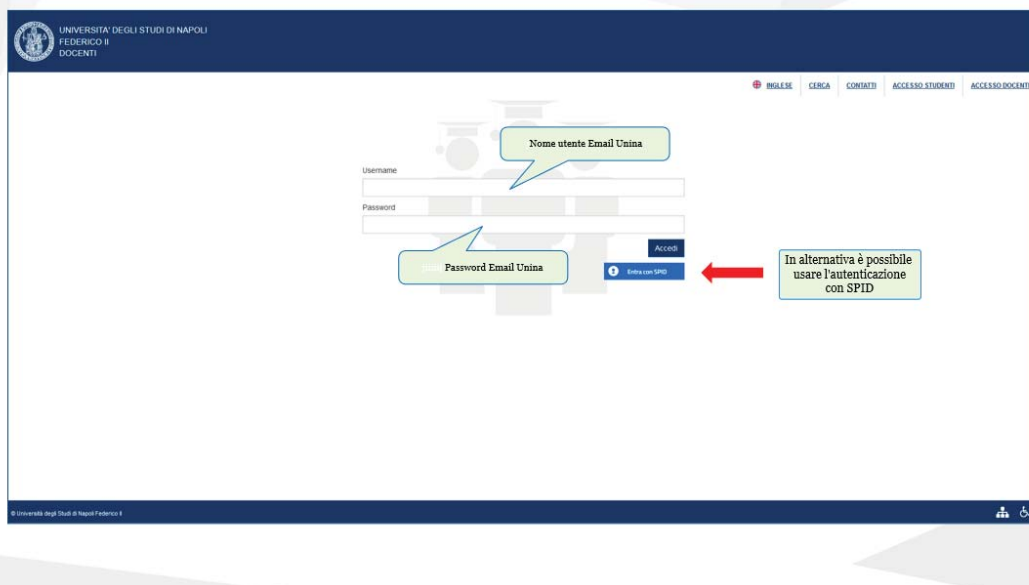 UNIVERSITA' DEGLI STUDI DI NAPOLI
FEDERICO II
DOCENTI
INGLESE CERCA CONTATTI ACCESSO STUDENTI ACCESSO DOCENTI
Nome utente Email Unina
Username
Password
Accedi
Password Email Unina
Entra con SPID
In alternativa è possibile
usare l'autenticazione
con SPID
© Università degli Studi di Napoli Federico II